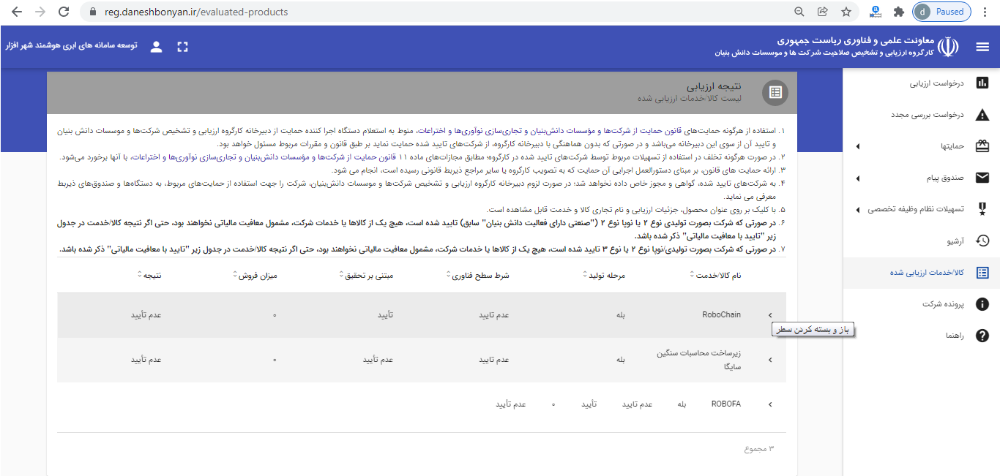 reg.daneshbonyan.ir/evaluated-products
d Paused
معاونت علمی و فناوری ریاست جمهوری
کارگروه ارزیابی و تشخیص صلاحیت شرکت ها و موسسات دانش بنیان
توسعه سامانه های ابری هوشمند شهر افزار
درخواست ارزیابی
درخواست بررسی مجدد
حمایتها
صندوق پیام
تسهیلات نظام وظیفه تخصصی
آرشیو
کالا/خدمات ارزیابی شده
پرونده شرکت
راهنما
نتیجه ارزیابی
لیست کالا/خدمات ارزیابی شده
۱. استفاده از هرگونه حمایت‌های قانون حمایت از شرکت‌ها و مؤسسات دانش‌بنیان و تجاری‌سازی نوآوری‌ها و اختراعات، منوط به استعلام دستگاه اجرا کننده حمایت از دبیرخانه کارگروه ارزیابی و تشخیص شرکت‌ها و موسسات دانش بنیان
و تایید آن از سوی این دبیرخانه می‌باشد و در صورتی که بدون هماهنگی با دبیرخانه کارگروه، از شرکت‌های تایید شده حمایت نماید بر طبق قانون و مقررات مربوط مسئول خواهد بود.
۲. در صورت هرگونه تخلف در استفاده از تسهیلات مربوط توسط شرکت‌های تایید شده در کارگروه؛ مطابق مجازات‌های ماده ۱۱ قانون حمایت از شرکت‌ها و مؤسسات دانش‌بنیان و تجاری‌سازی نوآوری‌ها و اختراعات، با آنها برخورد می‌شود.
۳. ارائه حمایت های قانون، بر مبنای دستورالعمل اجرایی آن حمایت که به تصویب کارگروه یا سایر مراجع ذیربط قانونی رسیده است، انجام می شود.
۴. به شرکت‌های تایید شده، گواهی و مجوز خاص داده نخواهد شد؛ در صورت لزوم دبیرخانه کارگروه ارزیابی و تشخیص شرکت‌ها و موسسات دانش‌بنیان، شرکت را جهت استفاده از حمایت‌های مربوط، به دستگاه‌ها و صندوق‌های ذیربط
معرفی می نماید.
۵. با کلیک بر روی عنوان محصول، جزئیات ارزیابی و نام تجاری کالا و خدمت قابل مشاهده است.
۶. در صورتی که شرکت بصورت تولیدی نوع ۲ یا نوپا نوع ۲ ("صنعتی دارای فعالیت دانش بنیان" سابق) تایید شده است، هیچ یک از کالاها یا خدمات شرکت، مشمول معافیت مالیاتی نخواهند بود، حتی اگر نتیجه کالا/خدمت در جدول
زیر "تایید با معافیت مالیاتی" ذکر شده باشد.
۷. در صورتی که شرکت بصورت تولیدی/نوپا نوع ۲ یا نوع ۳ تایید شده است، هیچ یک از کالاها یا خدمات شرکت، مشمول معافیت مالیاتی نخواهند بود، حتی اگر نتیجه کالا/خدمت در جدول زیر "تایید با معافیت مالیاتی" ذکر شده باشد.
نام کالا/خدمت مرحله تولید شرط سطح فناوری مبتنی بر تحقیق میزان فروش نتیجه
RoboChain بله عدم تایید تأیید ۰ عدم تأیید
باز و بسته کردن سطر
زیرساخت محاسبات سنگین
سایگا بله عدم تایید عدم تأیید ۰ عدم تأیید
ROBOFA بله عدم تایید تأیید ۰ عدم تأیید
۳ مجموع